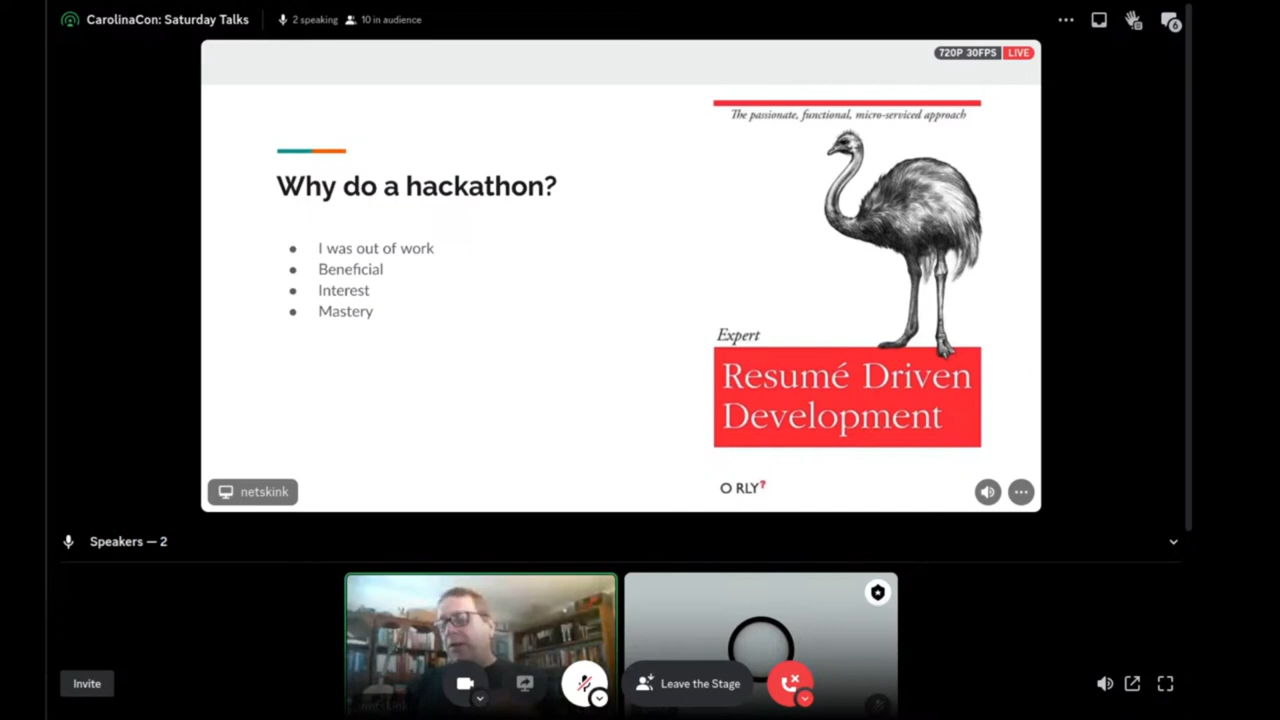 CarolinaCon: Saturday Talks
2 speaking
10 in audience
6
720P 30FPS
LIVE
The passionate, functional, micro-serviced approach
Why do a hackathon?
I was out of work
Beneficial
Interest
Mastery
Expert
Resumé Driven
Development
O RLY?
netskink
Speakers — 2
Invite
netskink
Leave the Stage